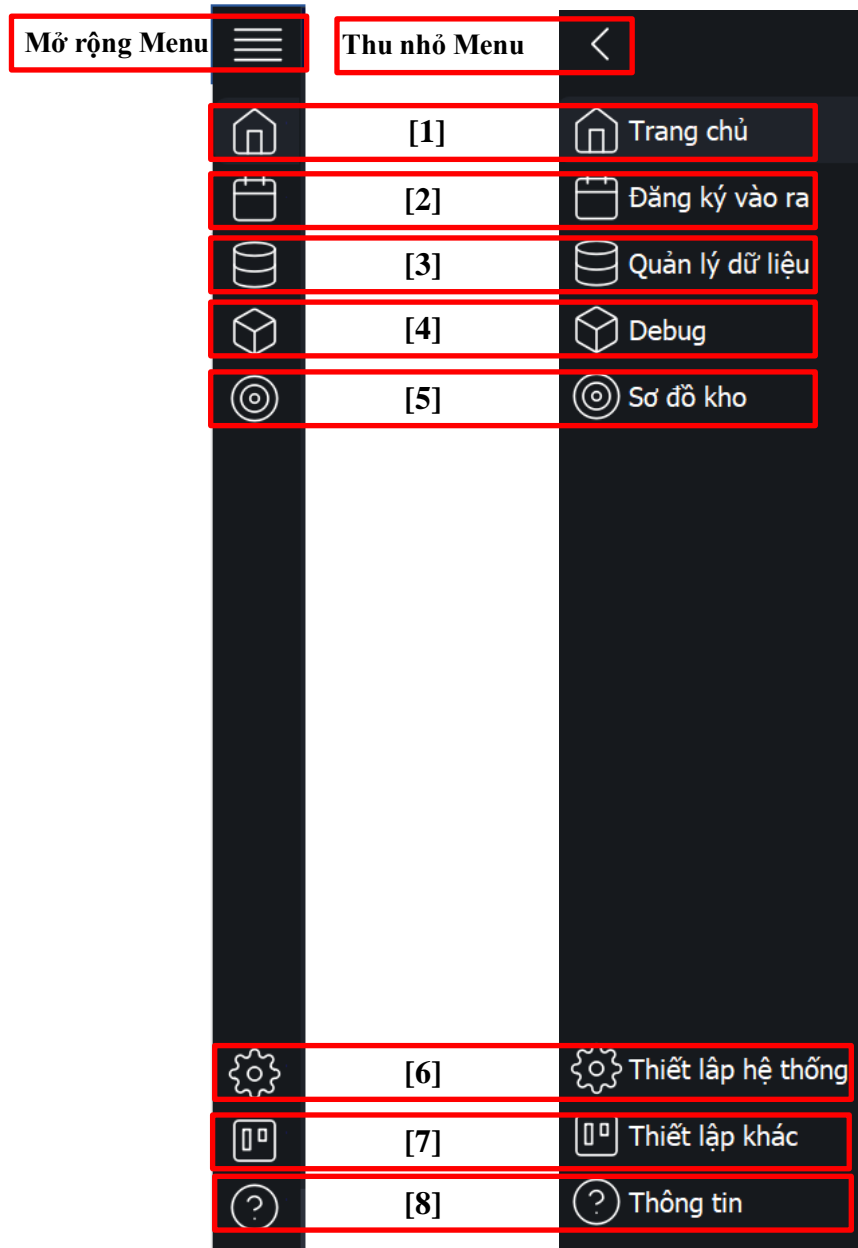 Mở rộng Menu
Thu nhỏ Menu
[1] Trang chủ
[2] Đăng ký vào ra
[3] Quản lý dữ liệu
[4] Debug
[5] Sơ đồ kho
[6] Thiết lâp hệ thống
[7] Thiết lập khác
[8] Thông tin